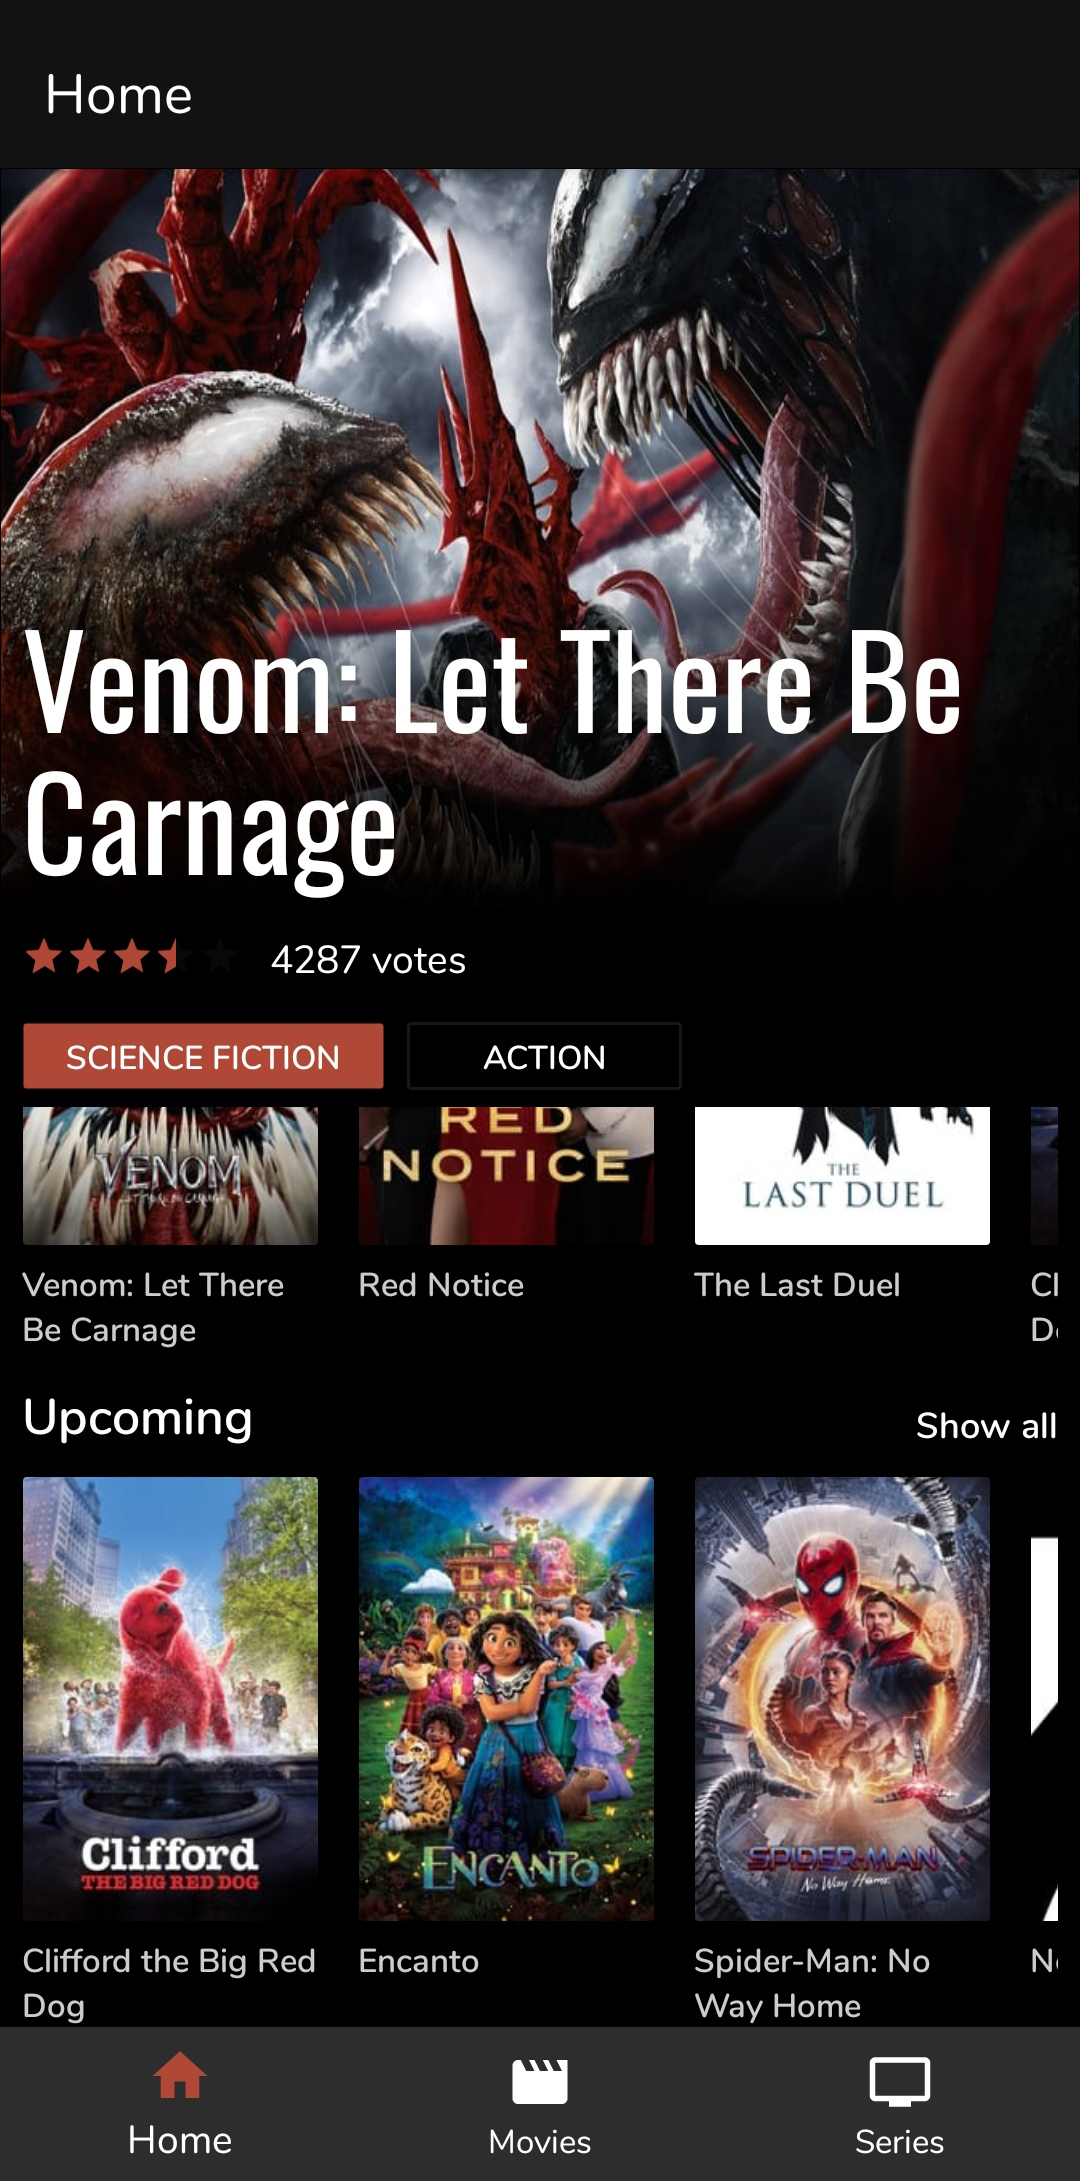 Home
Venom: Let There Be
Carnage
4287 votes
SCIENCE FICTION
ACTION
VENOM
LET THERE BE CARNAGE
RED
NOTICE
THE
LAST DUEL
Venom: Let There
Be Carnage
Red Notice
The Last Duel
Upcoming
Show all
Clifford
THE BIG RED DOG
ENCANTO
SPIDER-MAN
No Way Home
Clifford the Big Red
Dog
Encanto
Spider-Man: No
Way Home
Home
Movies
Series